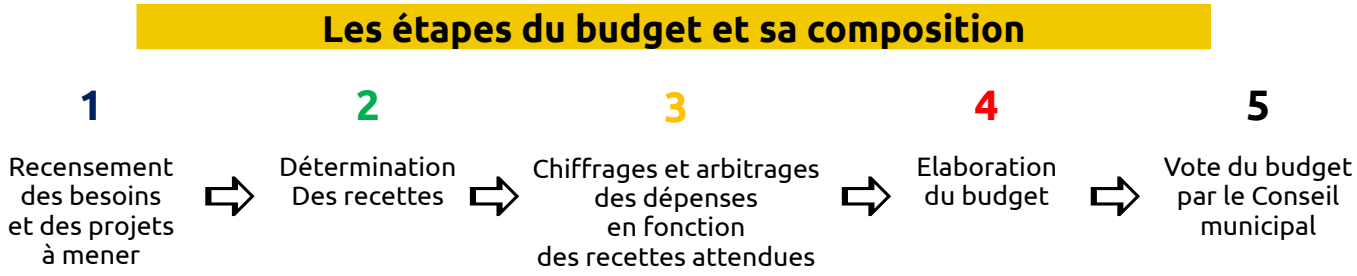 Les étapes du budget et sa composition
1
Recensement
des besoins
et des projets
à mener
2
Détermination
Des recettes
3
Chiffrages et arbitrages
des dépenses
en fonction
des recettes attendues
4
Elaboration
du budget
5
Vote du budget
par le Conseil
municipal